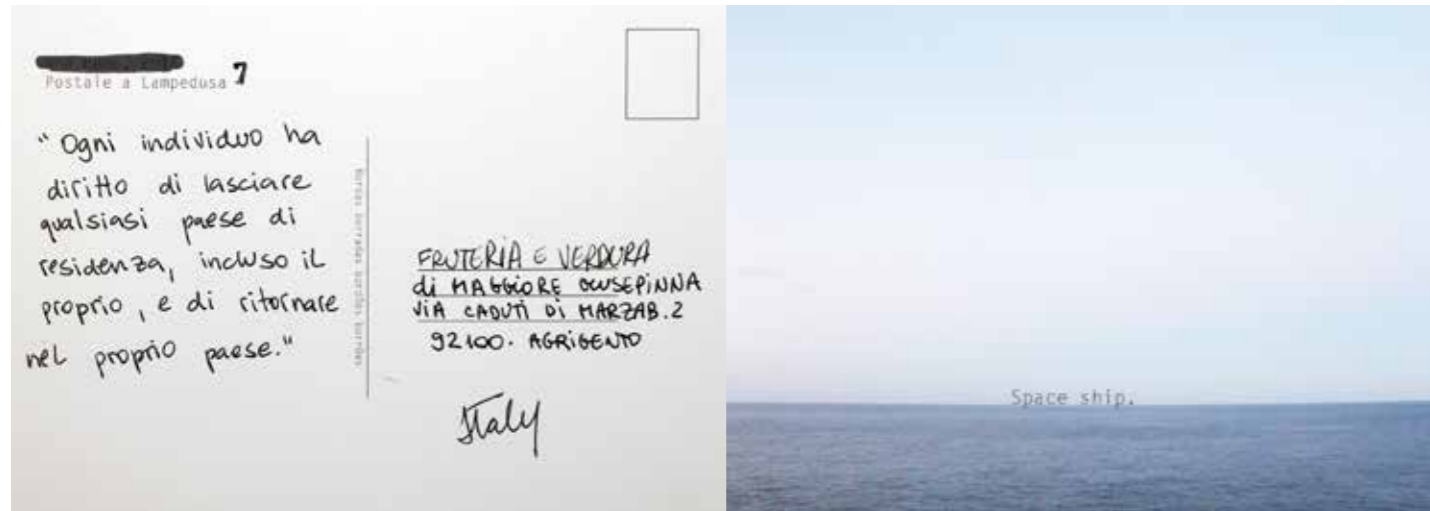 Postale a Lampedusa 7
“Ogni individuo ha
diritto di lasciare
qualsiasi paese di
residenza, incluso il
proprio, e di ritornare
nel proprio paese."
FRUTERIA E VERDURA
di MAGGIORE GIUSEPINNA
VIA CADUTI DI MARZAB. 2
92100. AGRIGENTO
Italy
Space ship.